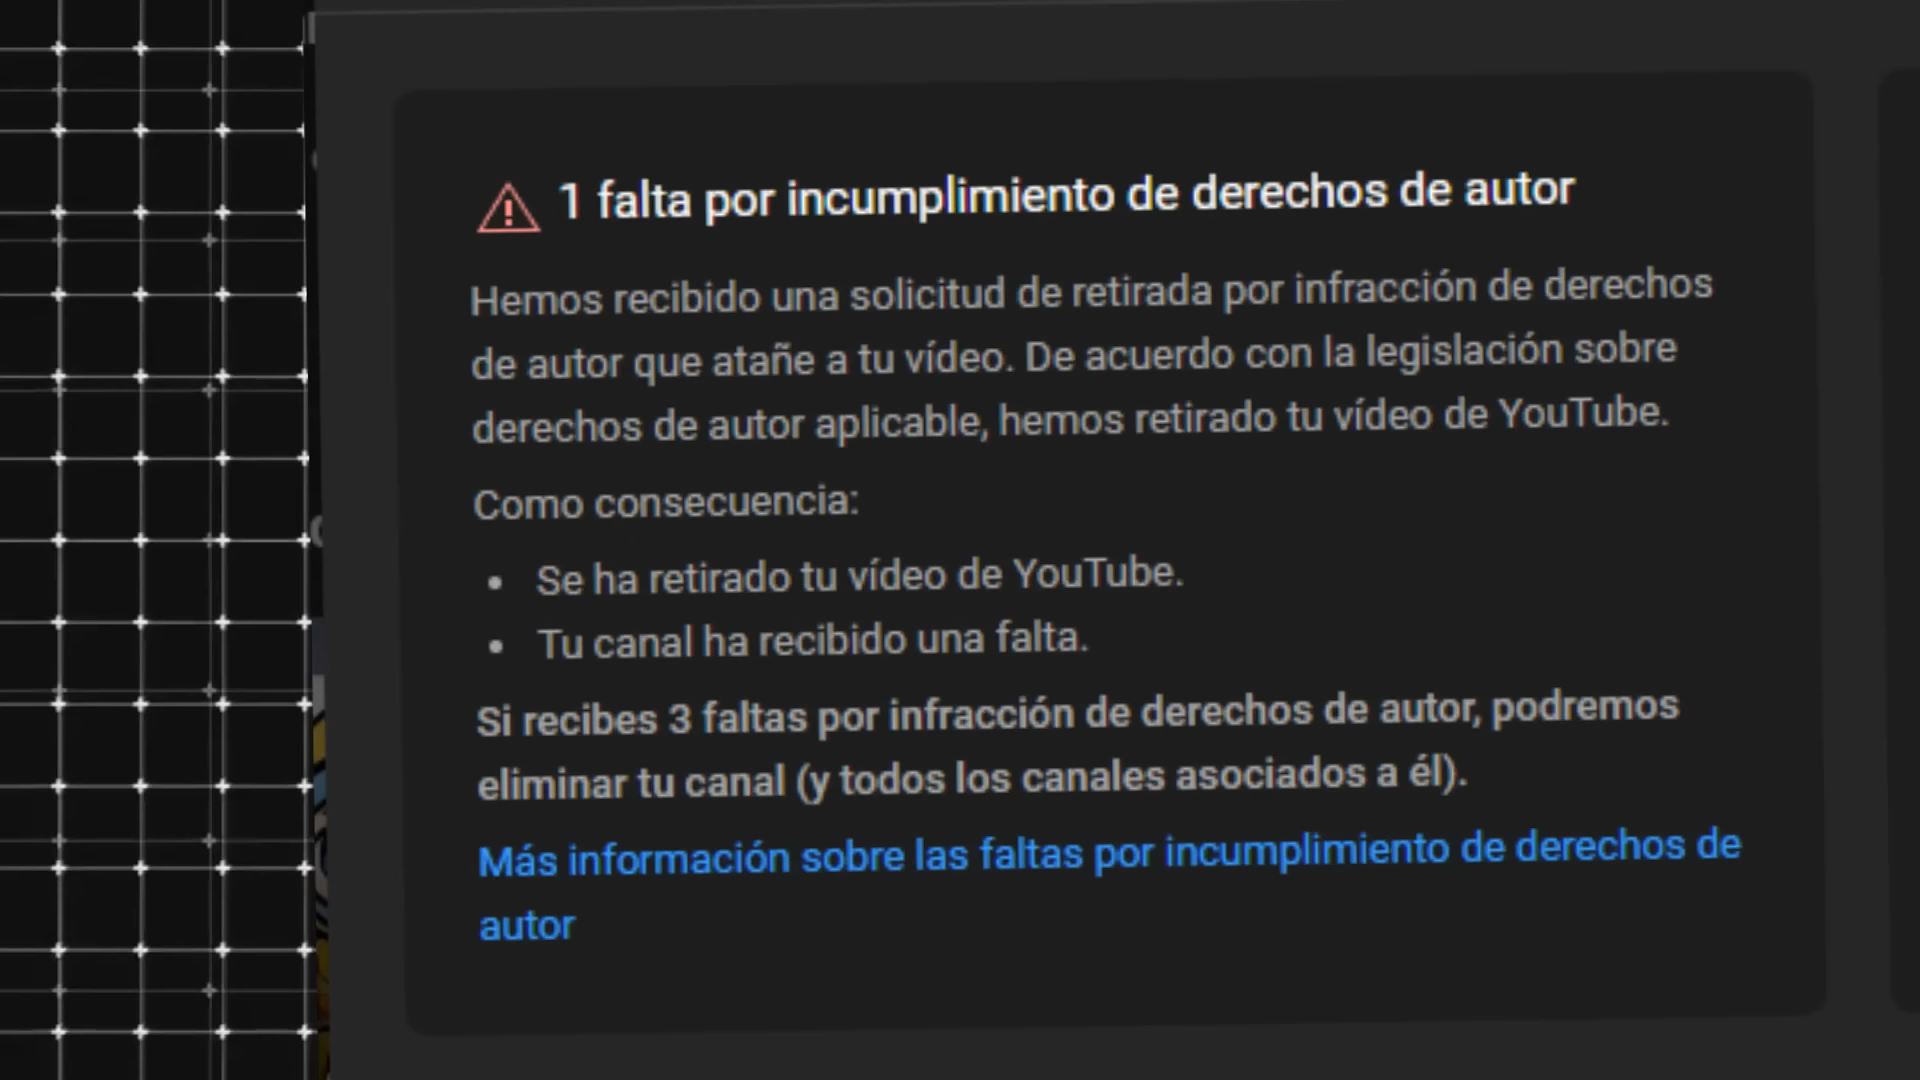 1 falta por incumplimiento de derechos de autor
Hemos recibido una solicitud de retirada por infracción de derechos
de autor que atañe a tu vídeo. De acuerdo con la legislación sobre
derechos de autor aplicable, hemos retirado tu vídeo de YouTube.
Como consecuencia:
• Se ha retirado tu vídeo de YouTube.
• Tu canal ha recibido una falta.
Si recibes 3 faltas por infracción de derechos de autor, podremos
eliminar tu canal (y todos los canales asociados a él).
Más información sobre las faltas por incumplimiento de derechos de
autor